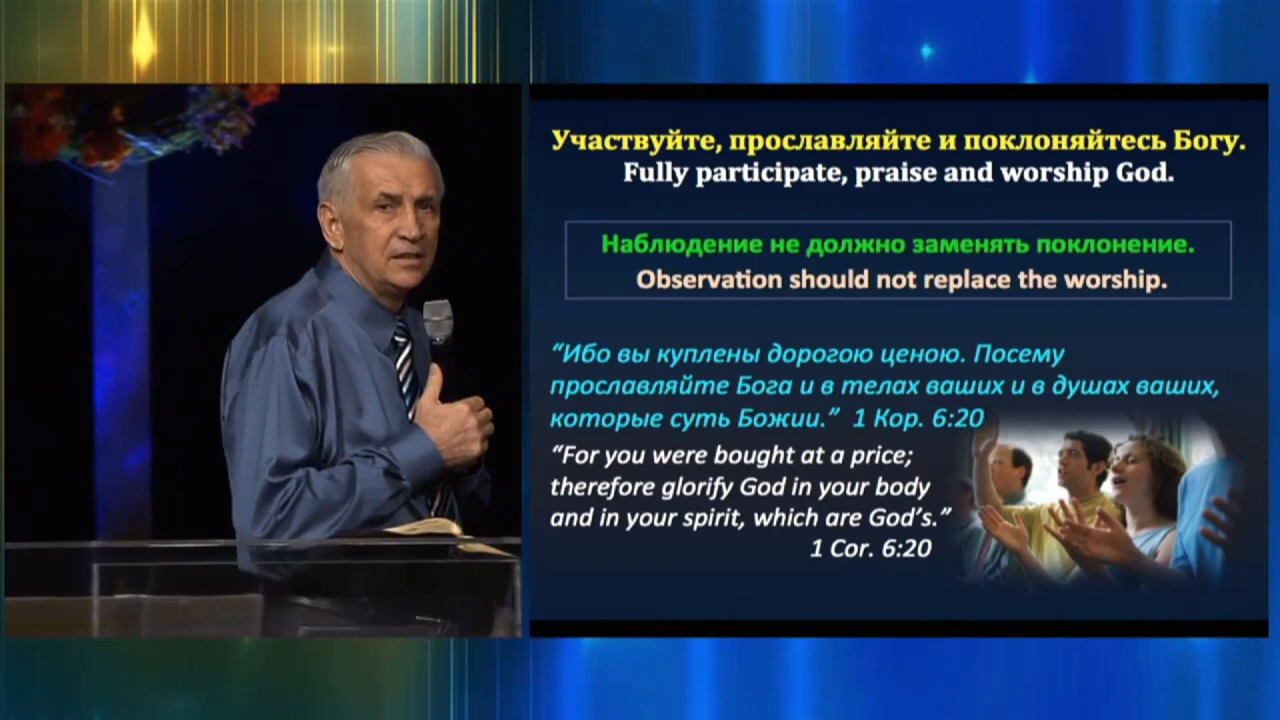 Участвуйте, прославляйте и поклоняйтесь Богу.
Fully participate, praise and worship God.
Наблюдение не должно заменять поклонение.
Observation should not replace the worship.
“Ибо вы куплены дорогою ценою. Посему
прославляйте Бога и в телах ваших и в душах ваших,
которые суть Божии.” 1 Кор. 6:20
“For you were bought at a price;
therefore glorify God in your body
and in your spirit, which are God’s.”
1 Cor. 6:20